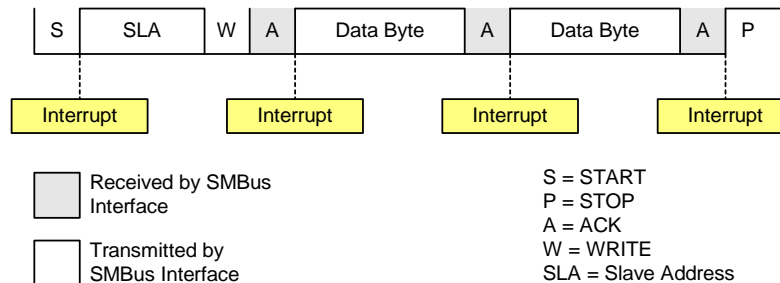 S SLA W A Data Byte A Data Byte A P
Interrupt Interrupt Interrupt Interrupt
Received by SMBus
Interface
Transmitted by
SMBus Interface
S = START
P = STOP
A = ACK
W = WRITE
SLA = Slave Address